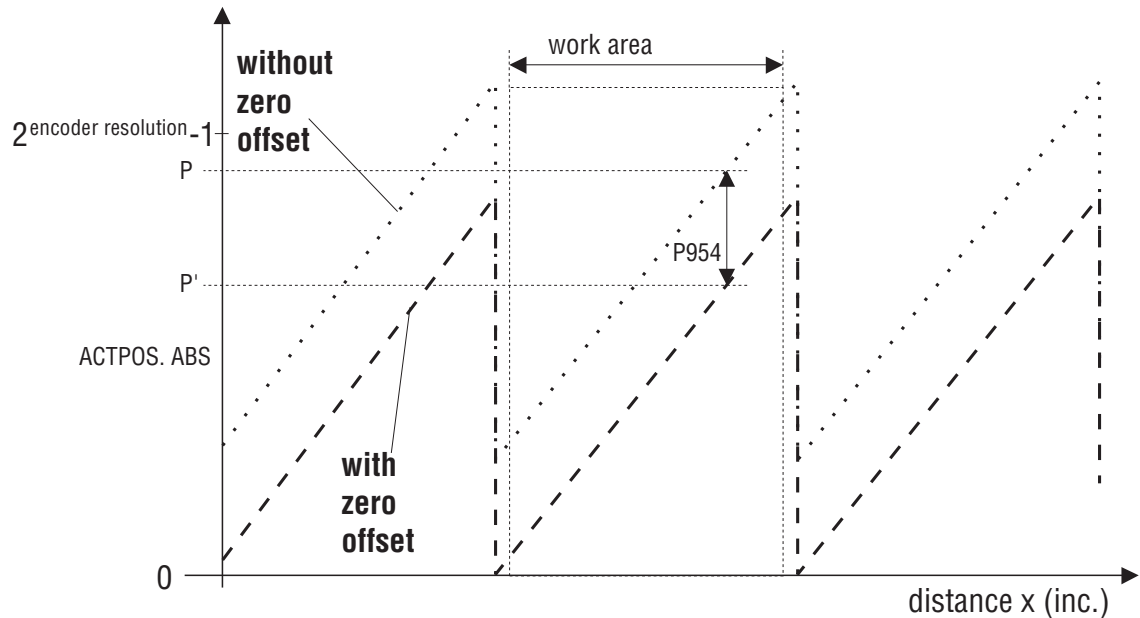 work area
without
zero
offset
2encoder resolution-1
P
P954
P'
ACTPOS. ABS
with
zero
offset
0
distance x (inc.)